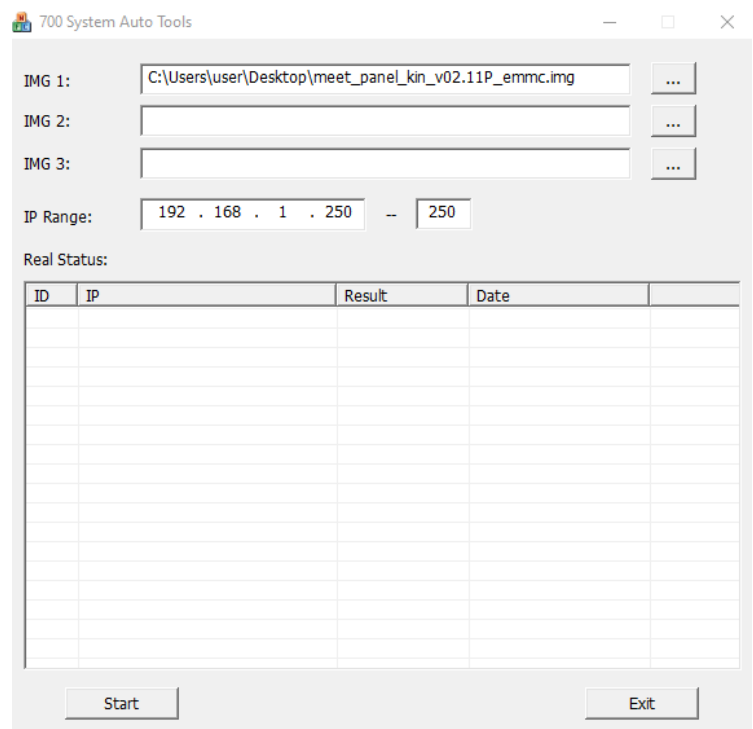 700 System Auto Tools
IMG 1: C:\Users\user\Desktop\meet_panel_kin_v02.11P_emmc.img ...
IMG 2: ...
IMG 3: ...
IP Range: 192 . 168 . 1 . 250 -- 250
Real Status:
ID IP Result Date
Start Exit